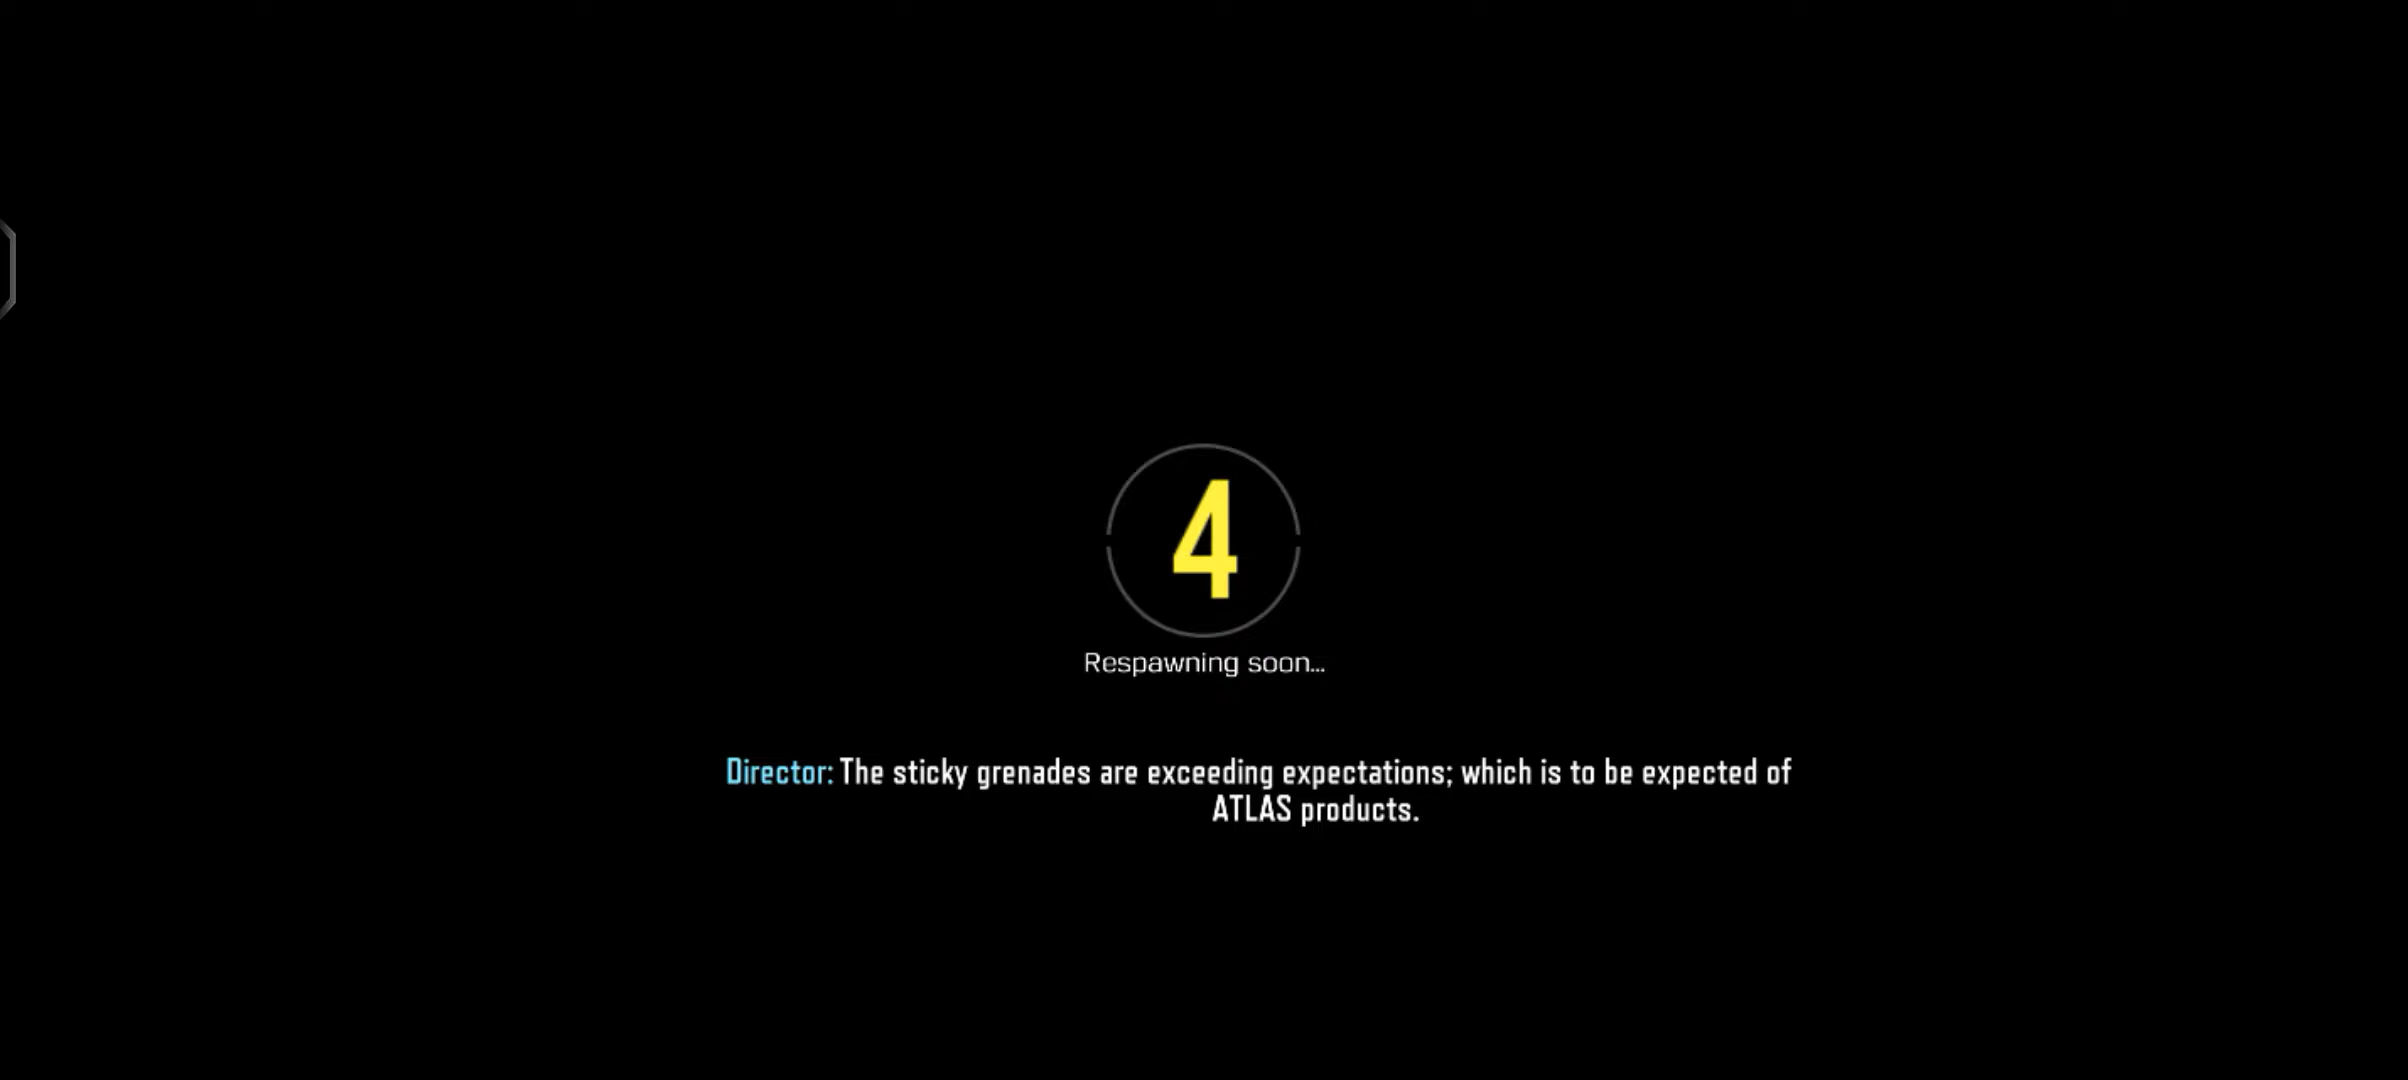 4
Respawning soon...
Director: The sticky grenades are exceeding expectations; which is to be expected of
ATLAS products.